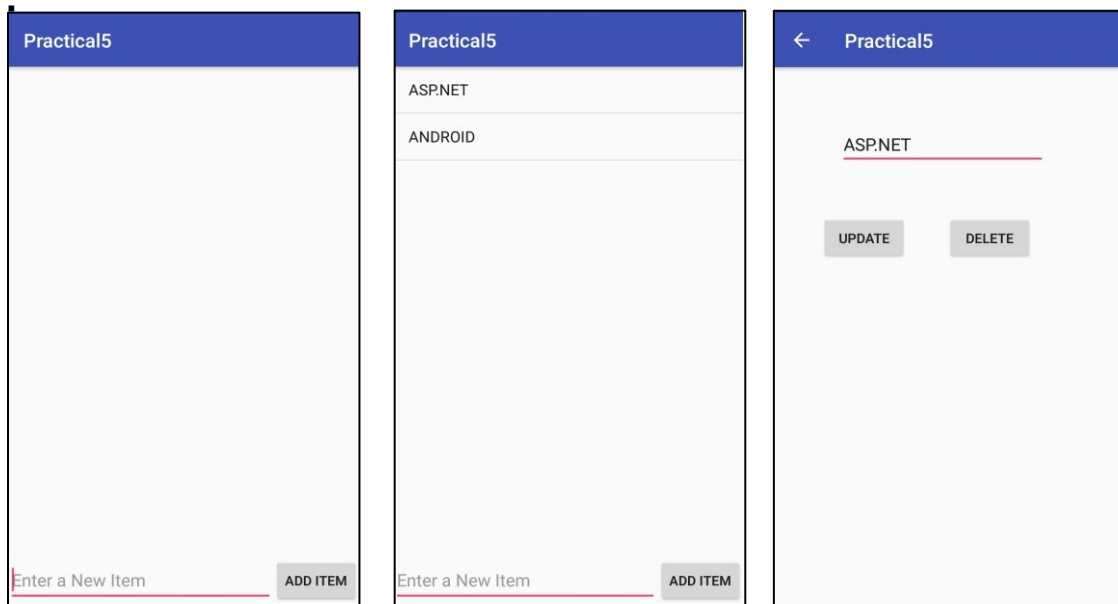 Practical5
Enter a New Item
ADD ITEM
Practical5
ASP.NET
ANDROID
Enter a New Item
ADD ITEM
Practical5
ASP.NET
UPDATE
DELETE